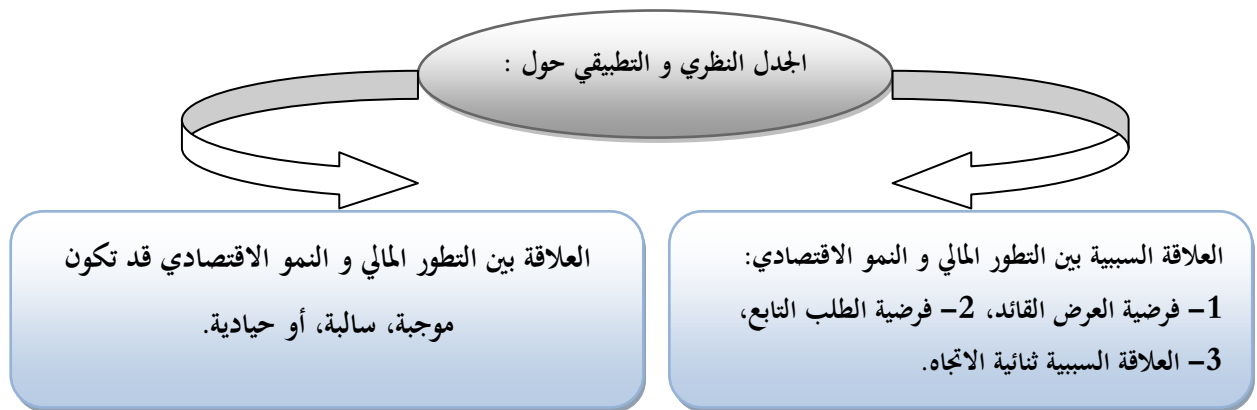 الجدل النظري و التطبيقي حول :
العلاقة السببية بين التطور المالي و النمو الاقتصادي:
1- فرضية العرض القائد، 2- فرضية الطلب التابع،
3- العلاقة السببية ثنائية الاتجاه.
العلاقة بين التطور المالي و النمو الاقتصادي قد تكون
موجبة، سالبة، أو حيادية.